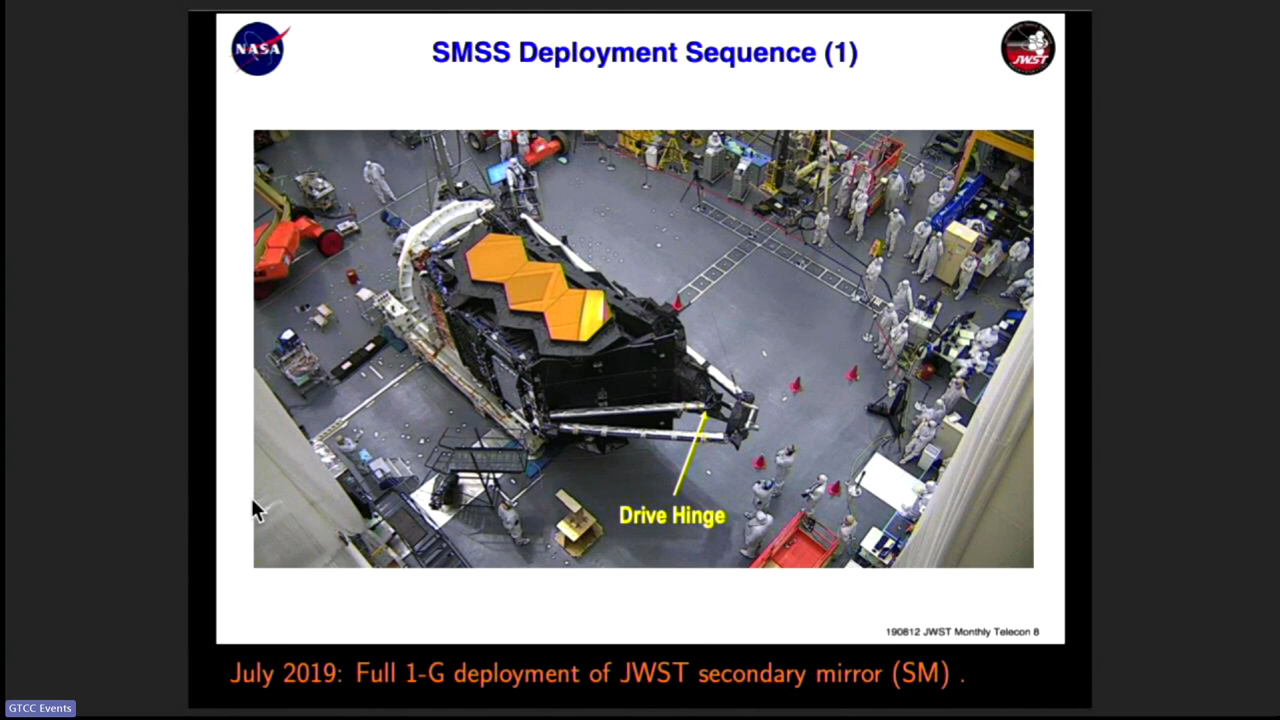 NASA
SMSS Deployment Sequence (1)
JWST
Drive Hinge
190812 JWST Monthly Telecon 8
July 2019: Full 1-G deployment of JWST secondary mirror (SM) .
GTCC Events